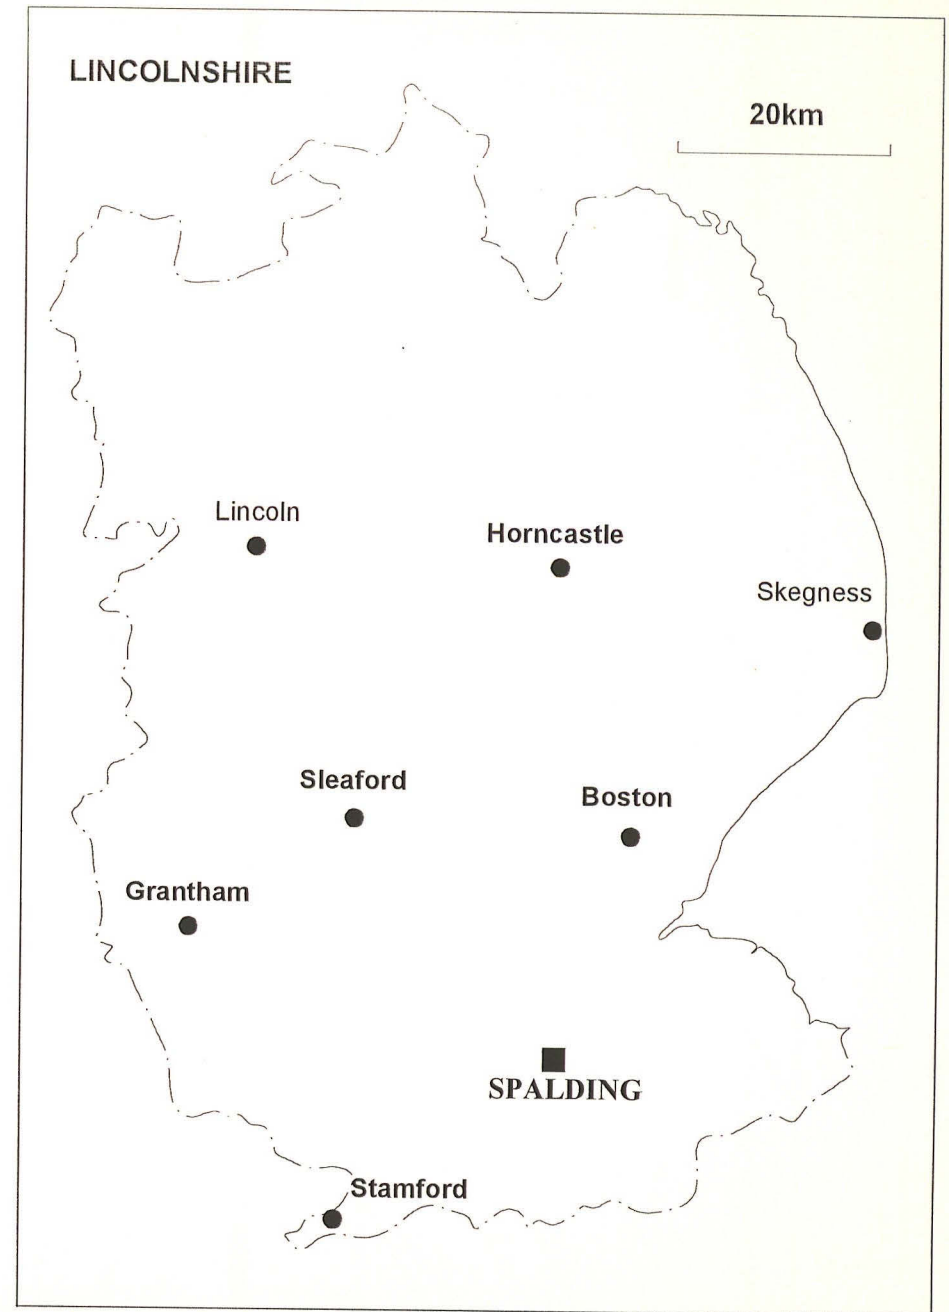 LINCOLNSHIRE
20km
Lincoln
Horncastle
Skegness
Sleaford
Boston
Grantham
SPALDING
Stamford